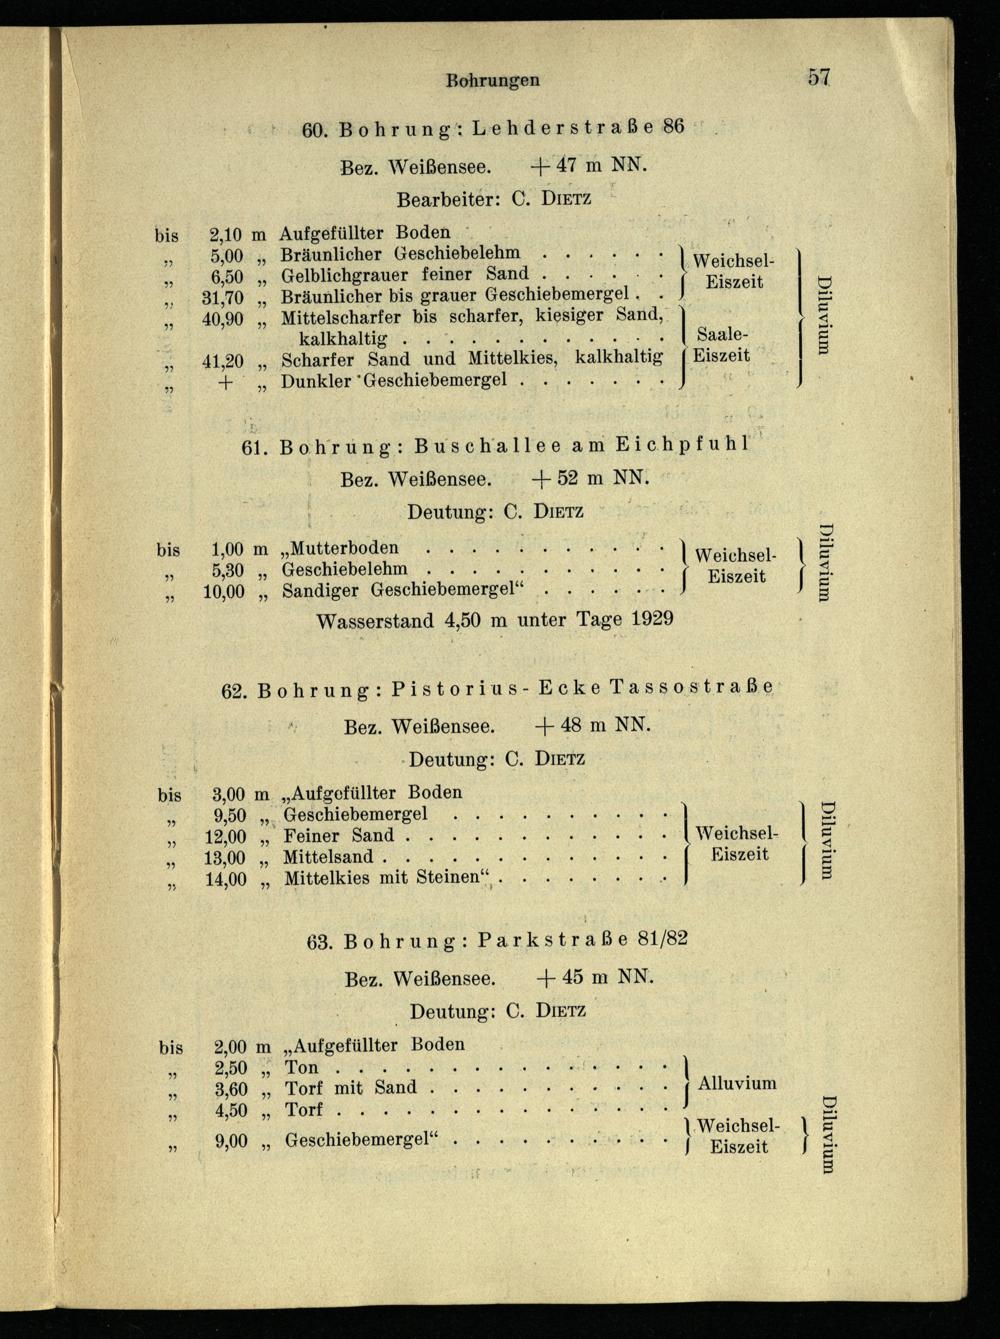 Bohrungen 57
60. Bohrung: Lehderstraße 86
Bez. Weißensee. + 47 m NN.
Bearbeiter: C. DIETZ
bis 2,10 m Aufgefüllter Boden
„ 5,00 „ Bräunlicher Geschiebelehm . . . . . .
„ 6,50 „ Gelblichgrauer feiner Sand . . . . . .
„ 31,70 „ Bräunlicher bis grauer Geschiebemergel . .
Weichsel-
Eiszeit
„ 40,90 „ Mittelscharfer bis scharfer, kiesiger Sand,
kalkhaltig . . . . . . . . . . . .
„ 41,20 „ Scharfer Sand und Mittelkies, kalkhaltig
„ + „ Dunkler Geschiebemergel . . . . . . .
Saale-
Eiszeit
Diluvium
61. Bohrung: Buschallee am Eichpfuhl
Bez. Weißensee. + 52 m NN.
Deutung: C. DIETZ
bis 1,00 m „Mutterboden . . . . . . . . . . .
„ 5,30 „ Geschiebelehm . . . . . . . . . . .
„ 10,00 „ Sandiger Geschiebemergel“ . . . . . .
Weichsel-
Eiszeit
Diluvium
Wasserstand 4,50 m unter Tage 1929
62. Bohrung: Pistorius- Ecke Tassostraße
Bez. Weißensee. + 48 m NN.
Deutung: C. DIETZ
bis 3,00 m „Aufgefüllter Boden
„ 9,50 „ Geschiebemergel . . . . . . . . . .
„ 12,00 „ Feiner Sand . . . . . . . . . . . .
„ 13,00 „ Mittelsand . . . . . . . . . . . . .
„ 14,00 „ Mittelkies mit Steinen“ . . . . . . . .
Weichsel-
Eiszeit
Diluvium
63. Bohrung: Parkstraße 81/82
Bez. Weißensee. + 45 m NN.
Deutung: C. DIETZ
bis 2,00 m „Aufgefüllter Boden
„ 2,50 „ Ton . . . . . . . . . . . . . . .
„ 3,60 „ Torf mit Sand . . . . . . . . . . .
„ 4,50 „ Torf . . . . . . . . . . . . . . .
Alluvium
„ 9,00 „ Geschiebemergel“ . . . . . . . . . .
Weichsel-
Eiszeit
Diluvium